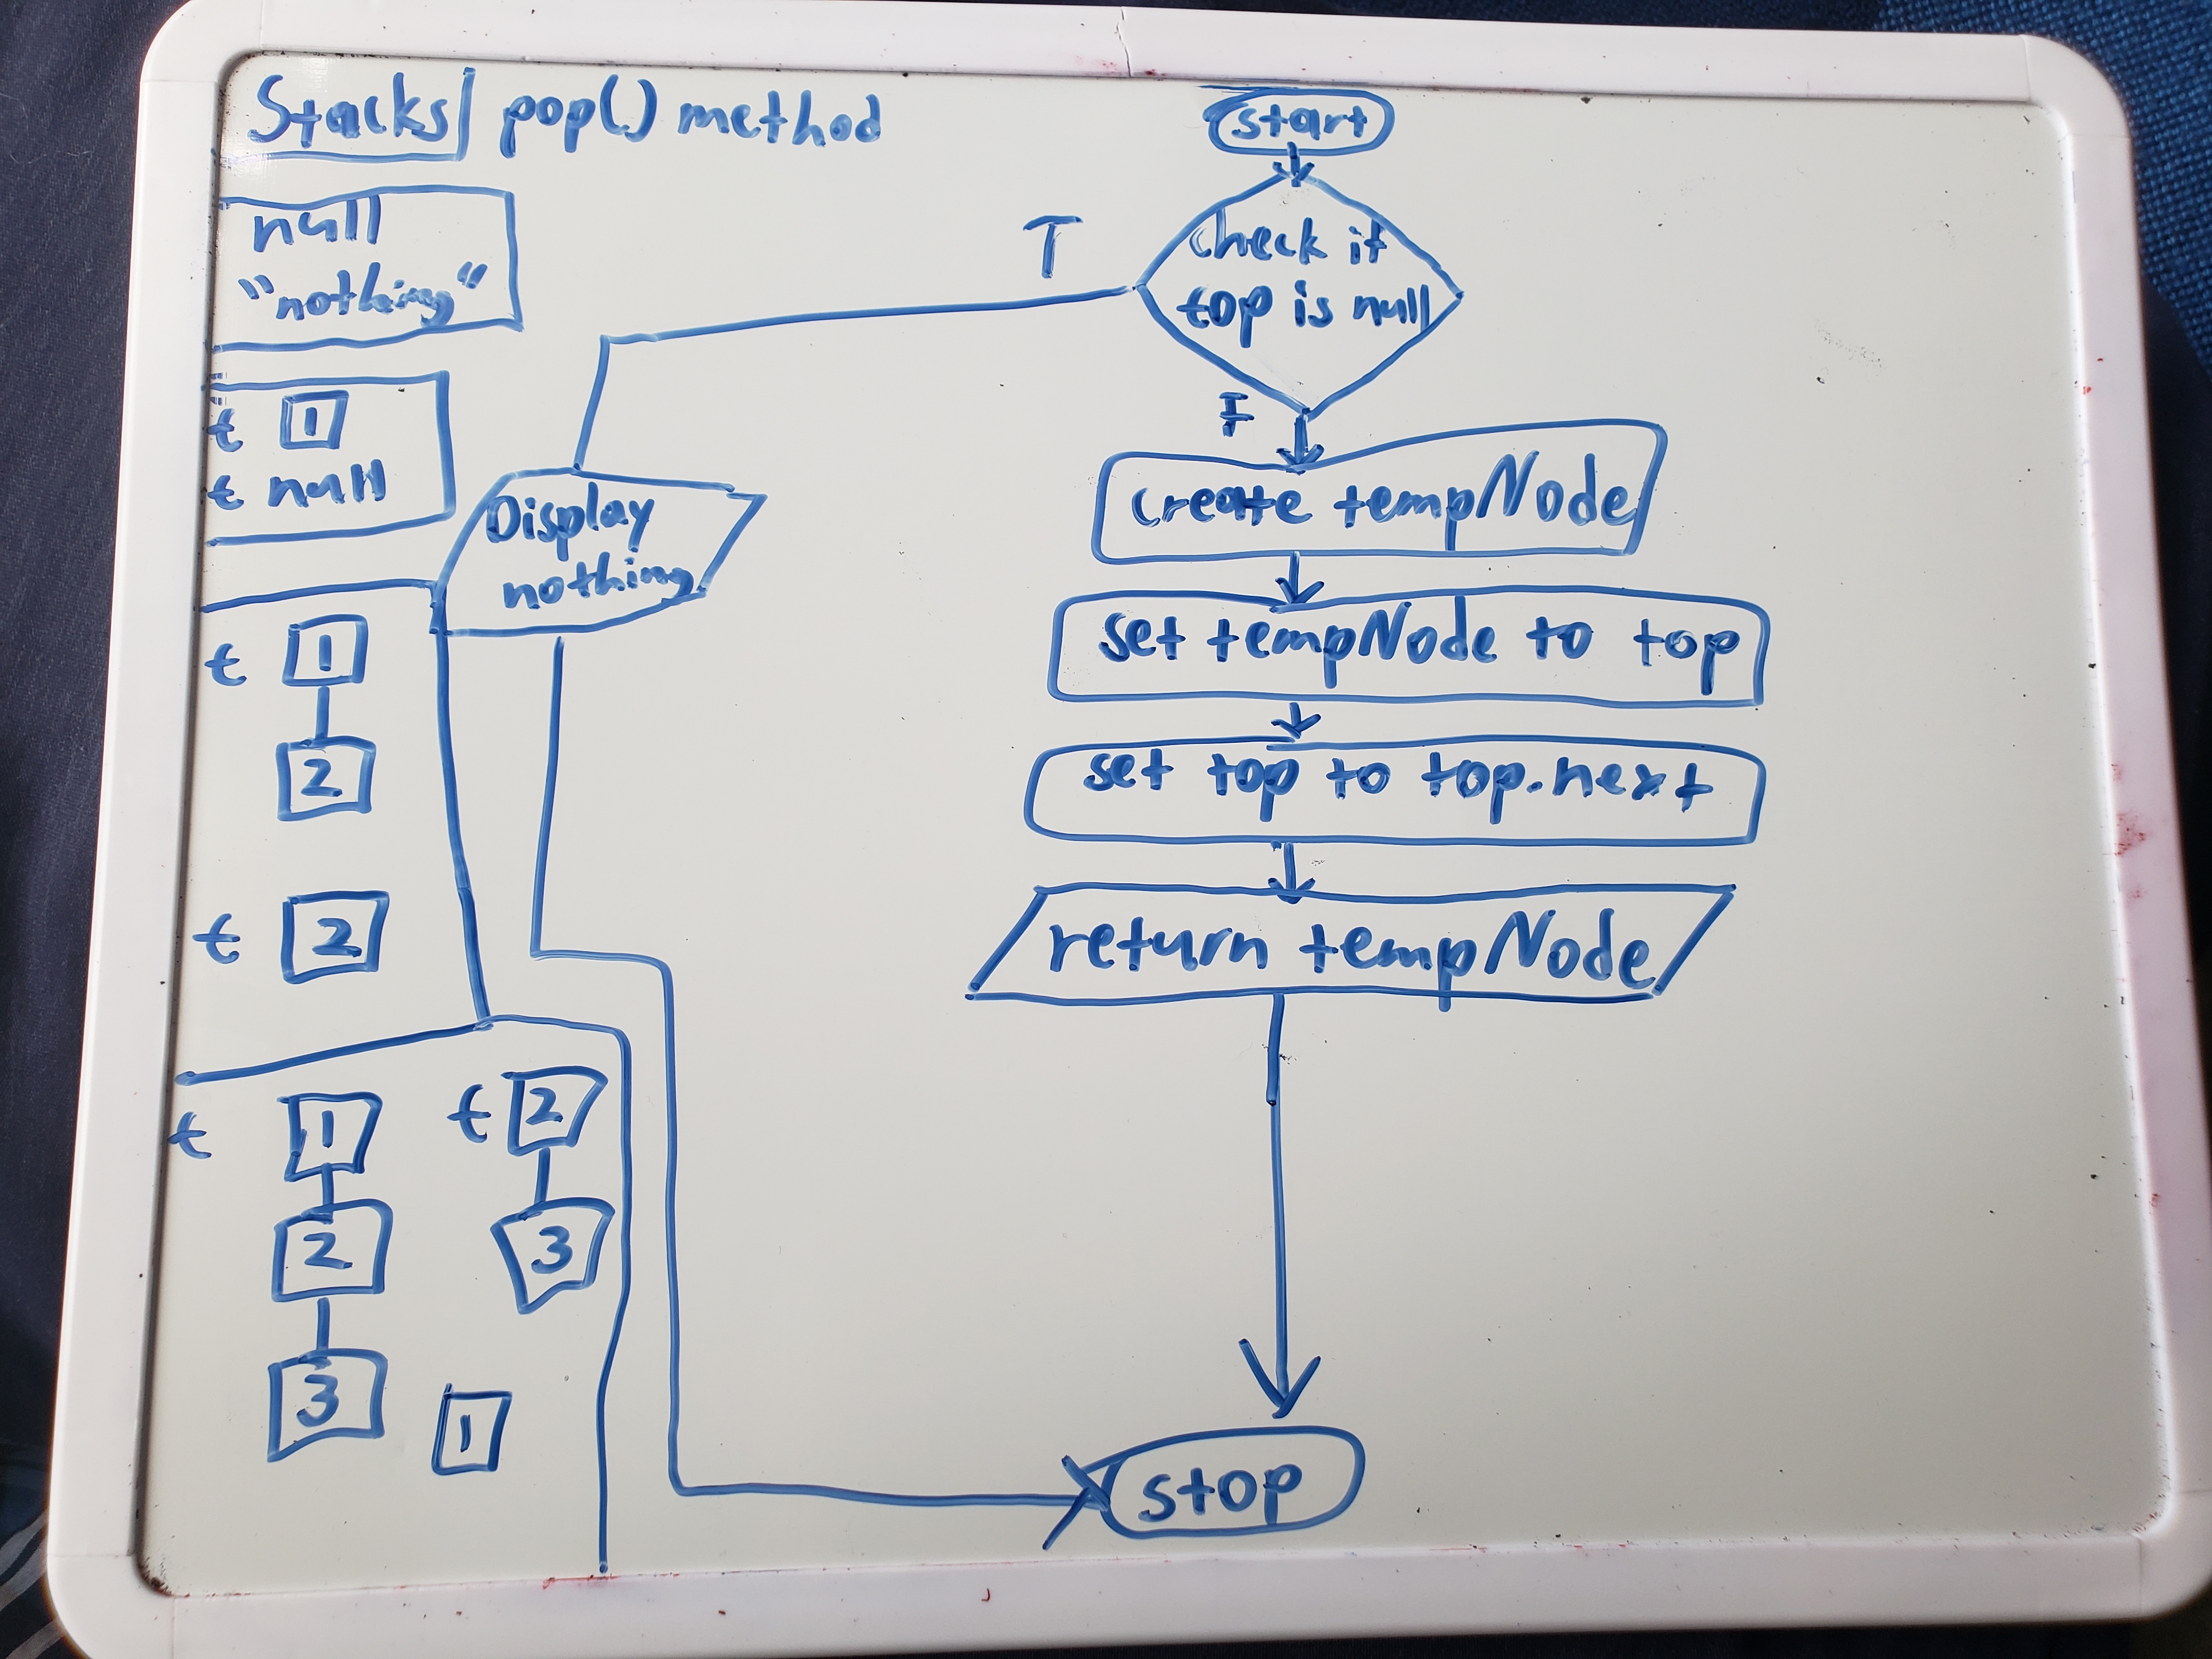 Stacks pop() method
null
"nothing"
t 1
t null
t 1
2
t 2
t 1
2
3
t 2
3
1
start
check if
top is null
T
F
Display
nothing
create tempNode
set tempNode to top
set top to top.next
return tempNode
stop